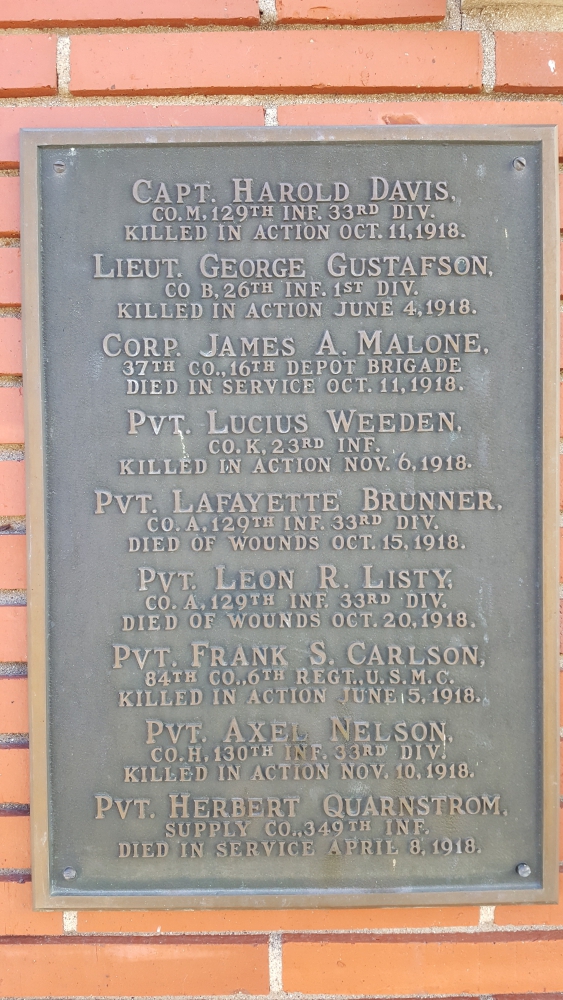 CAPT. HAROLD DAVIS,
CO. M, 129TH INF. 33RD DIV.
KILLED IN ACTION OCT. 11, 1918.
LIEUT. GEORGE GUSTAFSON,
CO B, 26TH INF. 1ST DIV.
KILLED IN ACTION JUNE 4, 1918.
CORP. JAMES A. MALONE,
37TH CO., 16TH DEPOT BRIGADE
DIED IN SERVICE OCT. 11, 1918.
PVT. LUCIUS WEEDEN,
CO. K, 23RD INF.
KILLED IN ACTION NOV. 6, 1918.
PVT. LAFAYETTE BRUNNER,
CO. A, 129TH INF. 33RD DIV.
DIED OF WOUNDS OCT. 15, 1918.
PVT. LEON R. LISTY,
CO. A, 129TH INF. 33RD DIV.
DIED OF WOUNDS OCT. 20, 1918.
PVT. FRANK S. CARLSON,
84TH CO., 6TH REGT., U.S.M.C.
KILLED IN ACTION JUNE 5, 1918.
PVT. AXEL NELSON,
CO. H, 130TH INF. 33RD DIV.
KILLED IN ACTION NOV. 10, 1918.
PVT. HERBERT QUARNSTROM,
SUPPLY CO., 349TH INF.
DIED IN SERVICE APRIL 8, 1918.